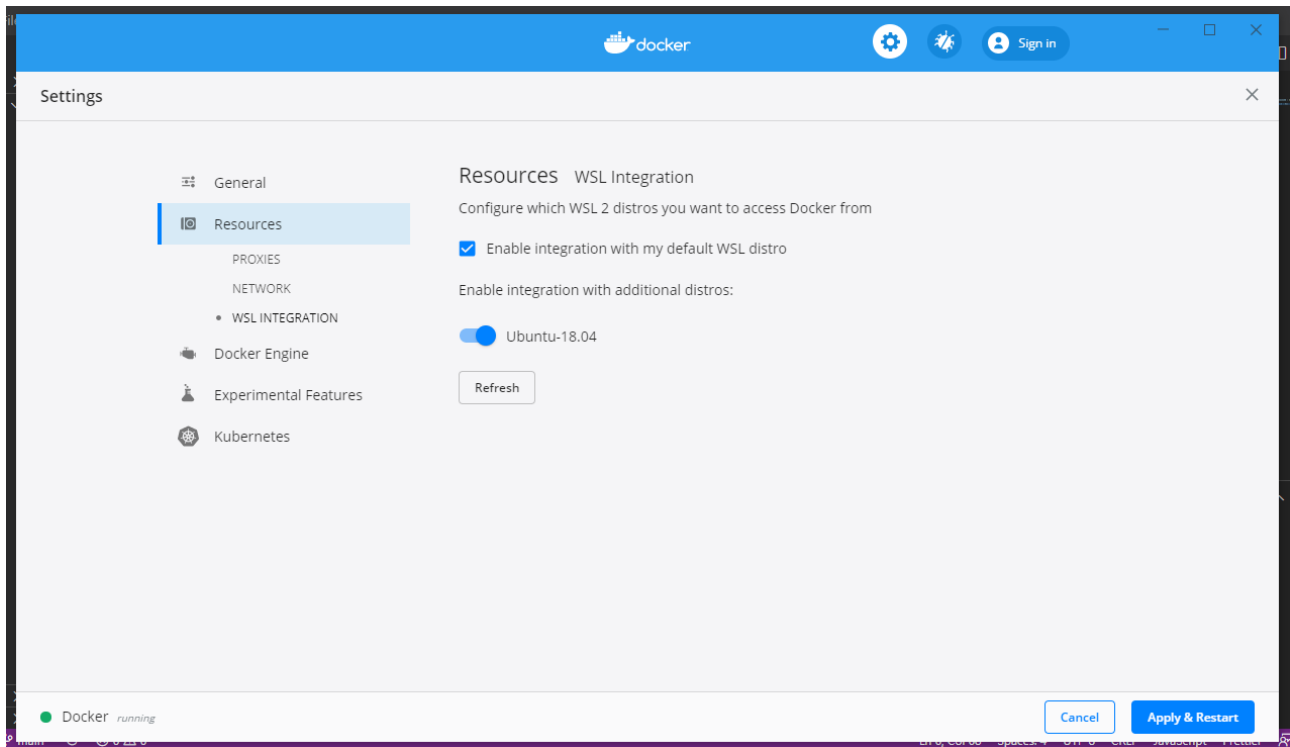 docker
Sign in
Settings
General
Resources
PROXIES
NETWORK
WSL INTEGRATION
Docker Engine
Experimental Features
Kubernetes
Resources WSL Integration
Configure which WSL 2 distros you want to access Docker from
Enable integration with my default WSL distro
Enable integration with additional distros:
Ubuntu-18.04
Refresh
Docker running
Cancel
Apply & Restart